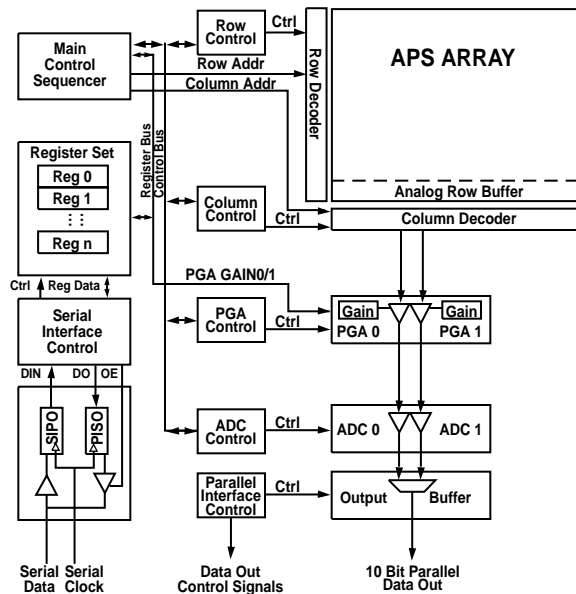 Main
Control
Sequencer
Row
Control
Ctrl
Row Addr
Column Addr
Row Decoder
APS ARRAY
Analog Row Buffer
Column Decoder
Register Bus
Control Bus
Register Set
Reg 0
Reg 1
Reg n
Column
Control
Ctrl
Ctrl
Reg Data
PGA GAIN0/1
PGA
Control
Ctrl
Gain
Gain
PGA 0
PGA 1
Serial
Interface
Control
DIN
DO
OE
SIPO
PISO
ADC
Control
Ctrl
ADC 0
ADC 1
Parallel
Interface
Control
Ctrl
Output
Buffer
Serial
Data
Serial
Clock
Data Out
Control Signals
10 Bit Parallel
Data Out